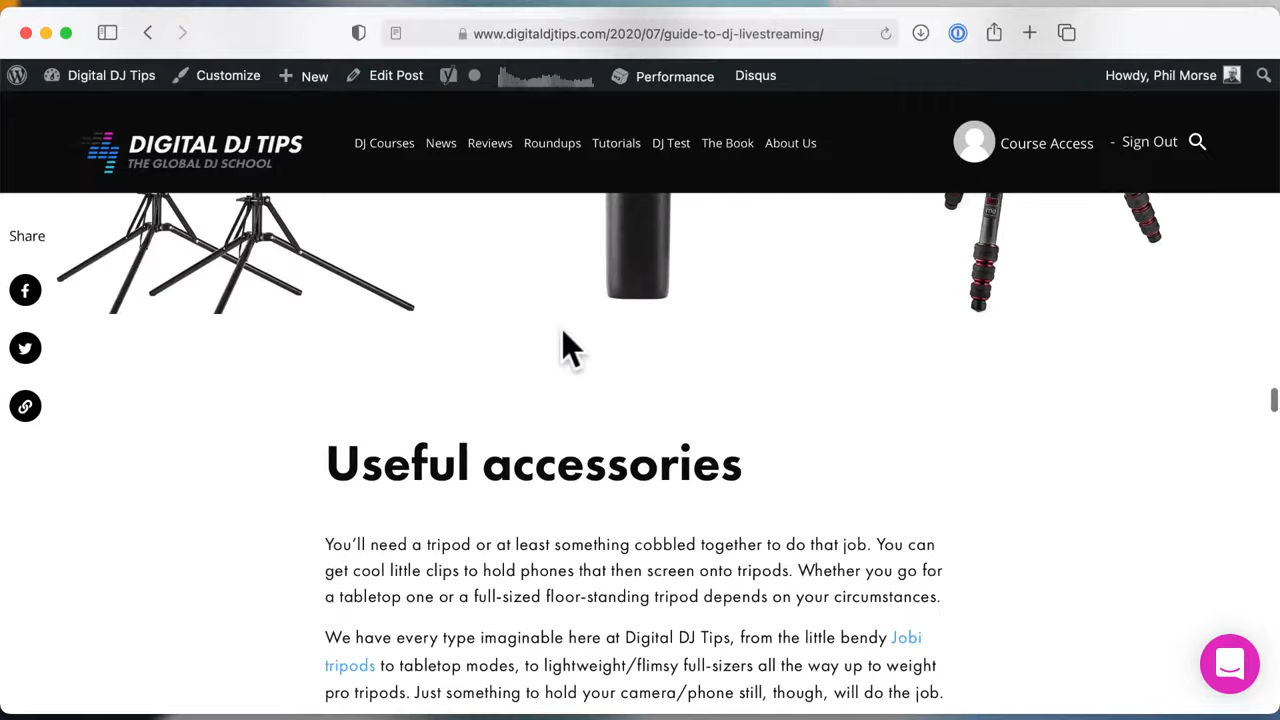 www.digitaldjtips.com/2020/07/guide-to-dj-livestreaming/
Digital DJ Tips Customize New Edit Post Performance Disqus Howdy, Phil Morse
DIGITAL DJ TIPS
THE GLOBAL DJ SCHOOL
DJ Courses News Reviews Roundups Tutorials DJ Test The Book About Us
Course Access - Sign Out
Share
Useful accessories
You'll need a tripod or at least something cobbled together to do that job. You can
get cool little clips to hold phones that then screen onto tripods. Whether you go for
a tabletop one or a full-sized floor-standing tripod depends on your circumstances.
We have every type imaginable here at Digital DJ Tips, from the little bendy Jobi
tripods to tabletop modes, to lightweight/flimsy full-sizers all the way up to weight
pro tripods. Just something to hold your camera/phone still, though, will do the job.